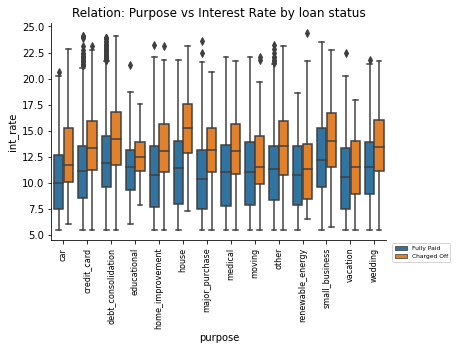 Relation: Purpose vs Interest Rate by loan status
int_rate
25.0
22.5
20.0
17.5
15.0
12.5
10.0
7.5
5.0
car
credit_card
debt_consolidation
educational
home_improvement
house
major_purchase
medical
moving
other
renewable_energy
small_business
vacation
wedding
purpose
Fully Paid
Charged Off